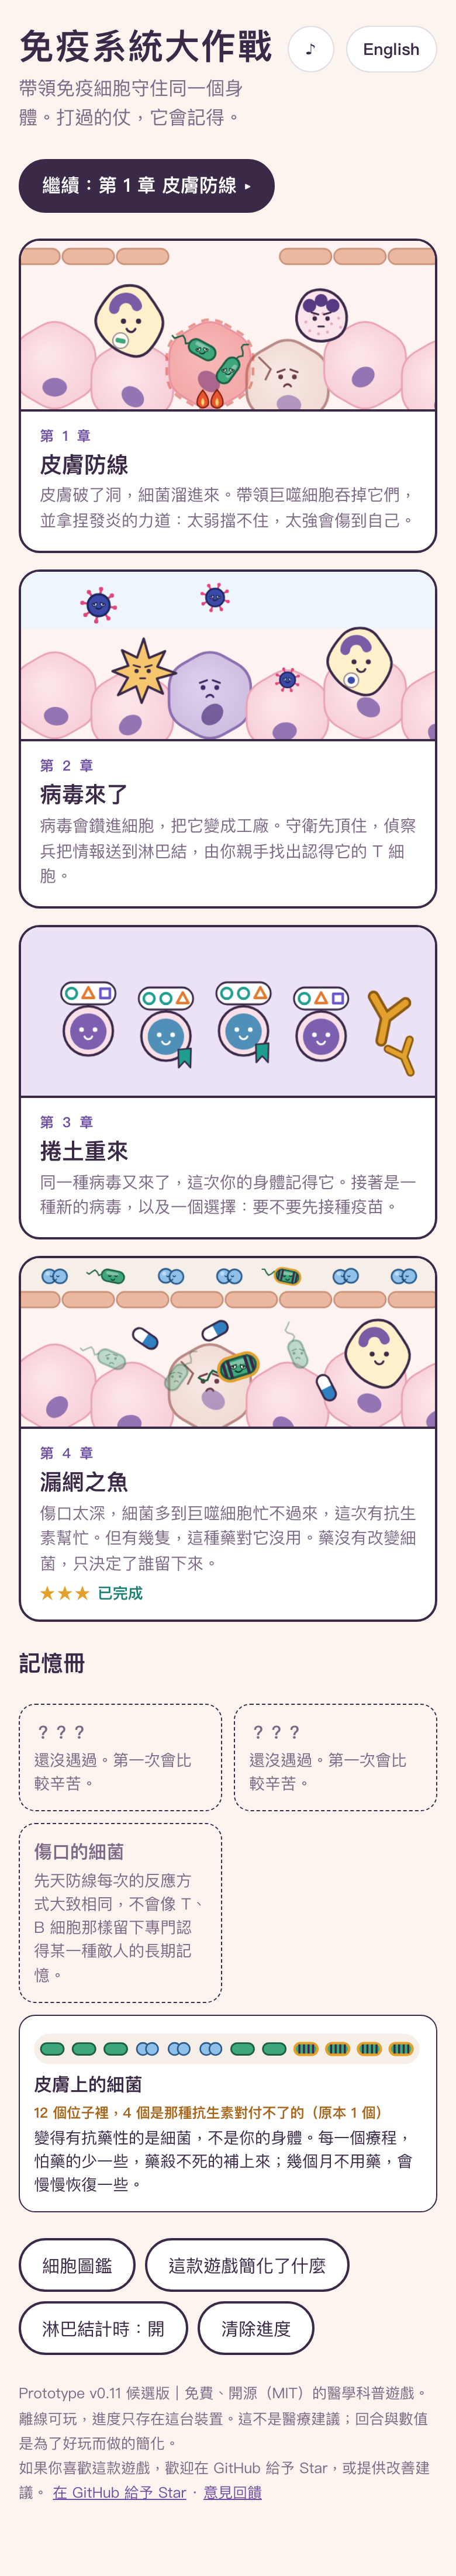 免疫系統大作戰
♪
English
帶領免疫細胞守住同一個身
體。打過的仗，它會記得。
繼續：第 1 章 皮膚防線 ▸
第 1 章
皮膚防線
皮膚破了洞，細菌溜進來。帶領巨噬細胞吞掉它們，
並拿捏發炎的力道：太弱擋不住，太強會傷到自己。
第 2 章
病毒來了
病毒會鑽進細胞，把它變成工廠。守衛先頂住，偵察
兵把情報送到淋巴結，由你親手找出認得它的 T 細
胞。
第 3 章
捲土重來
同一種病毒又來了，這次你的身體記得它。接著是一
種新的病毒，以及一個選擇：要不要先接種疫苗。
第 4 章
漏網之魚
傷口太深，細菌多到巨噬細胞忙不過來，這次有抗生
素幫忙。但有幾隻，這種藥對它沒用。藥沒有改變細
菌，只決定了誰留下來。
★★★ 已完成
記憶冊
？？？
還沒遇過。第一次會比
較辛苦。
？？？
還沒遇過。第一次會比
較辛苦。
傷口的細菌
先天防線每次的反應方
式大致相同，不會像 T、
B 細胞那樣留下專門認
得某一種敵人的長期記
憶。
皮膚上的細菌
12 個位子裡，4 個是那種抗生素對付不了的（原本 1 個）
變得有抗藥性的是細菌，不是你的身體。每一個療程，
怕藥的少一些，藥殺不死的補上來；幾個月不用藥，會
慢慢恢復一些。
細胞圖鑑
這款遊戲簡化了什麼
淋巴結計時：開
清除進度
Prototype v0.11 候選版｜免費、開源（MIT）的醫學科普遊戲。
離線可玩，進度只存在這台裝置。這不是醫療建議；回合與數值
是為了好玩而做的簡化。
如果你喜歡這款遊戲，歡迎在 GitHub 給予 Star，或提供改善建
議。 在 GitHub 給予 Star · 意見回饋